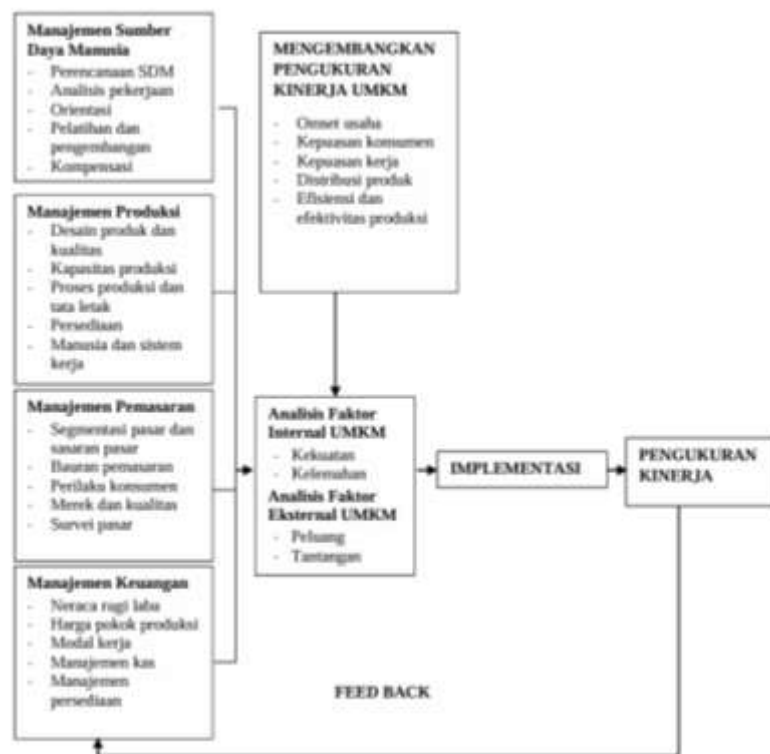 Manajemen Sumber
Daya Mamnia
- Perencanaan SDM
- Analisis pekerjaan
- Orientasi
- Pelatihan dan
pengembangan
- Kompensasi
Manajemen Produksi
- Desain produk dan
kualitas
- Kapasitas produksi
- Proses produksi dan
tata letak
- Persediaan
- Manusia dan sistem
kerja
Manajemen Pemasaran
- Segmentasi pasar dan
sasaran pasar
- Bauran pemasaran
- Perilaku konsumen
- Merek dan kualitas
- Survei pasar
Manajemen Keuangan
- Neraca rugi laba
- Harga pokok produksi
- Modal kerja
- Manajemen kas
- Manajemen
persediaan
MENGEMBANGKAN
PENGUKURAN
KINERJA UMKM
- Omset usaha
- Kepuasan konsumen
- Kepuasan kerja
- Distribusi produk
- Efisiensi dan
efektivitas produksi
Analisis Faktor
Internal UMKM
- Kekuatan
- Kelemahan
Analisis Faktor
Eksternal UMKM
- Peluang
- Tantangan
IMPLEMENTASI
PENGUKURAN
KINERJA
FEED BACK